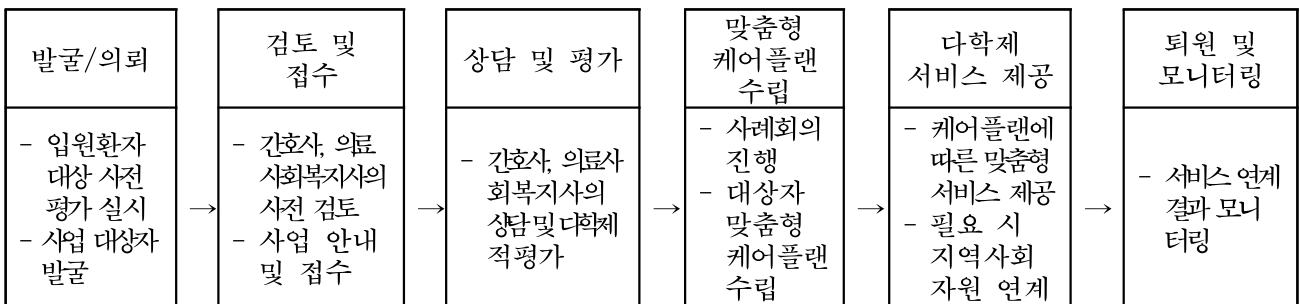 발굴/의뢰
- 입원환자
대상 사전
평가 실시
- 사업 대상자
발굴
→
검토 및
접수
- 간호사, 의료
사회복지사의
사전 검토
- 사업 안내
및 접수
→
상담 및 평가
- 간호사, 의료사
회복지사의
상담 및 다학제
적 평가
→
맞춤형
케어플랜
수립
- 사례회의
진행
- 대상자
맞춤형
케어플랜
수립
→
다학제
서비스 제공
- 케어플랜에
따른 맞춤형
서비스 제공
- 필요 시
지역사회
자원 연계
→
퇴원 및
모니터링
- 서비스 연계
결과 모니
터링